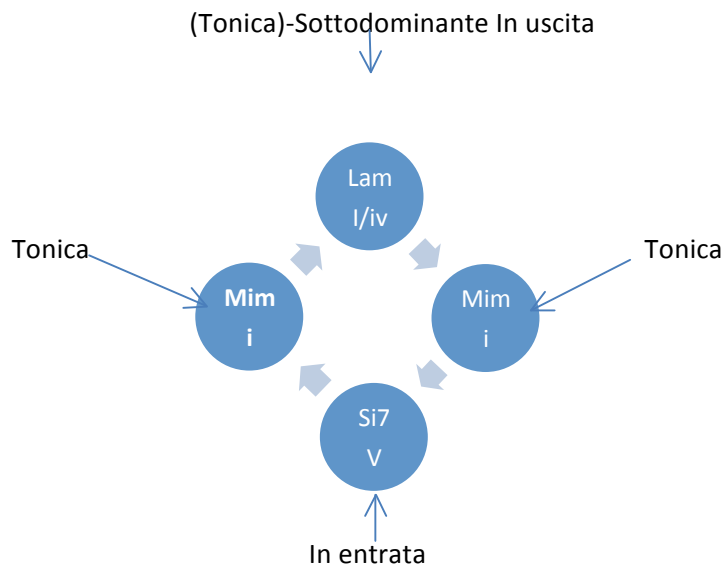 (Tonica)-Sottodominante In uscita
Lam
I/iv
Tonica
Tonica
Mim
i
Mim
i
Si7
V
In entrata